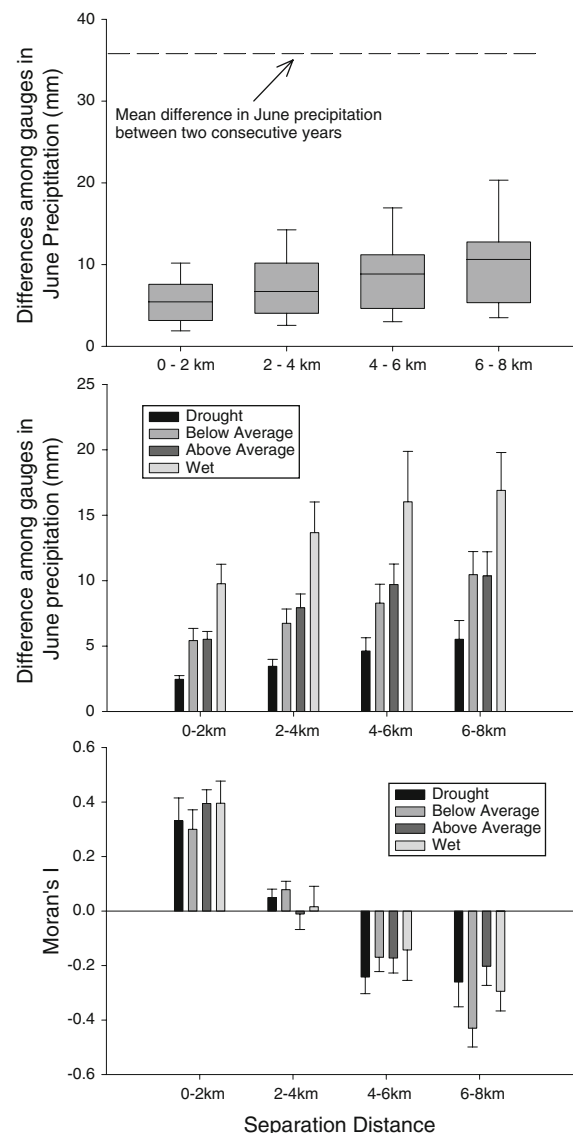 Differences among gauges in
June Preciptitation (mm)
40
30
20
10
0
Mean difference in June precipitation
between two consecutive years
0 - 2 km
2 - 4 km
4 - 6 km
6 - 8 km
Difference among gauges in
June precipitation (mm)
25
20
15
10
5
0
Drought
Below Average
Above Average
Wet
0-2km
2-4km
4-6km
6-8km
Moran's I
0.6
0.4
0.2
0.0
-0.2
-0.4
-0.6
Drought
Below Average
Above Average
Wet
0-2km
2-4km
4-6km
6-8km
Separation Distance